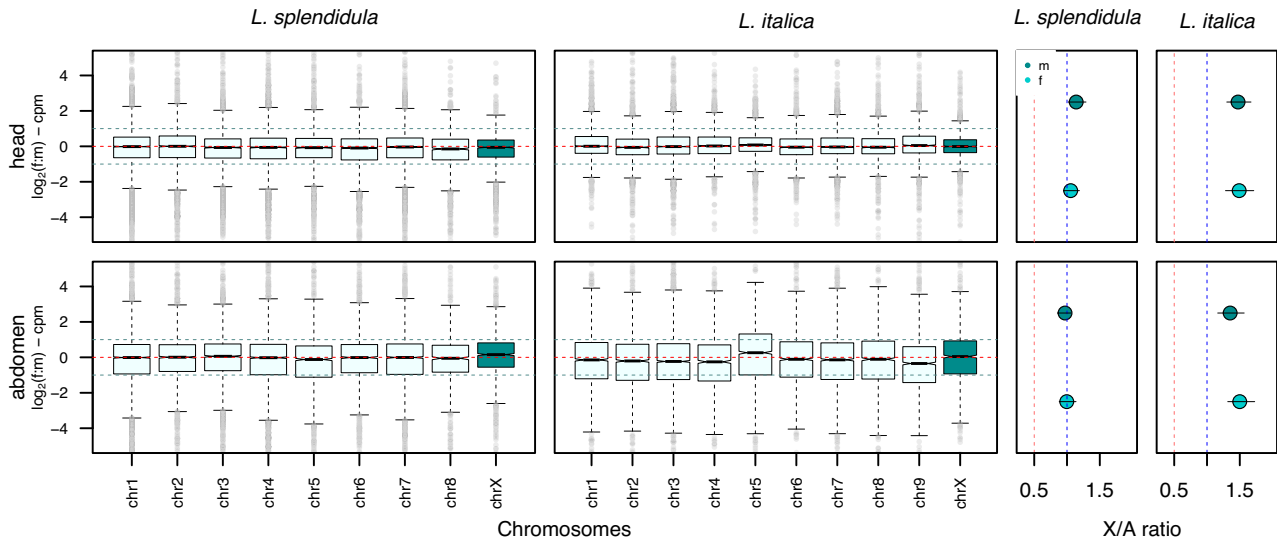 L. splendidula
L. italica
L. splendidula
L. italica
head
log2(f:m) − cpm
4
2
0
−2
−4
m
f
abdomen
log2(f:m) − cpm
4
2
0
−2
−4
chr1 chr2 chr3 chr4 chr5 chr6 chr7 chr8 chrX
chr1 chr2 chr3 chr4 chr5 chr6 chr7 chr8 chr9 chrX
0.5 1.5
0.5 1.5
Chromosomes
X/A ratio